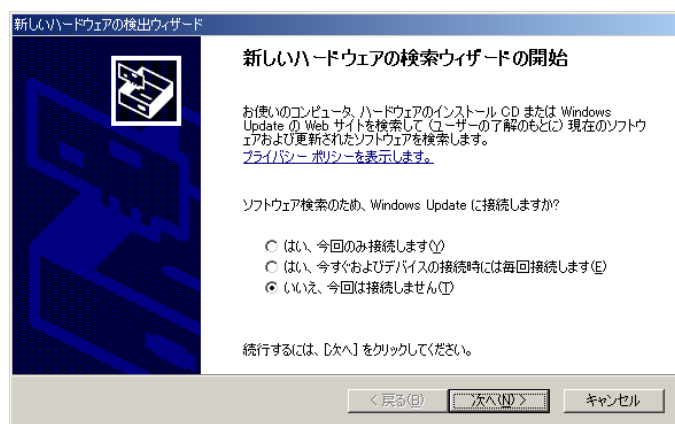 新しいハードウェアの検出ウィザード
新しいハードウェアの検索ウィザードの開始
お使いのコンピュータ、ハードウェアのインストール CD または Windows
Update の Web サイトを検索して (ユーザーの了解のもとに) 現在のソフトウ
ェアおよび更新されたソフトウェアを検索します。
プライバシー ポリシーを表示します。
ソフトウェア検索のため、Windows Update に接続しますか?
はい、今回のみ接続します(Y)
はい、今すぐおよびデバイスの接続時には毎回接続します(E)
いいえ、今回は接続しません(T)
続行するには、[次へ] をクリックしてください。
< 戻る(B) 次へ(N) > キャンセル